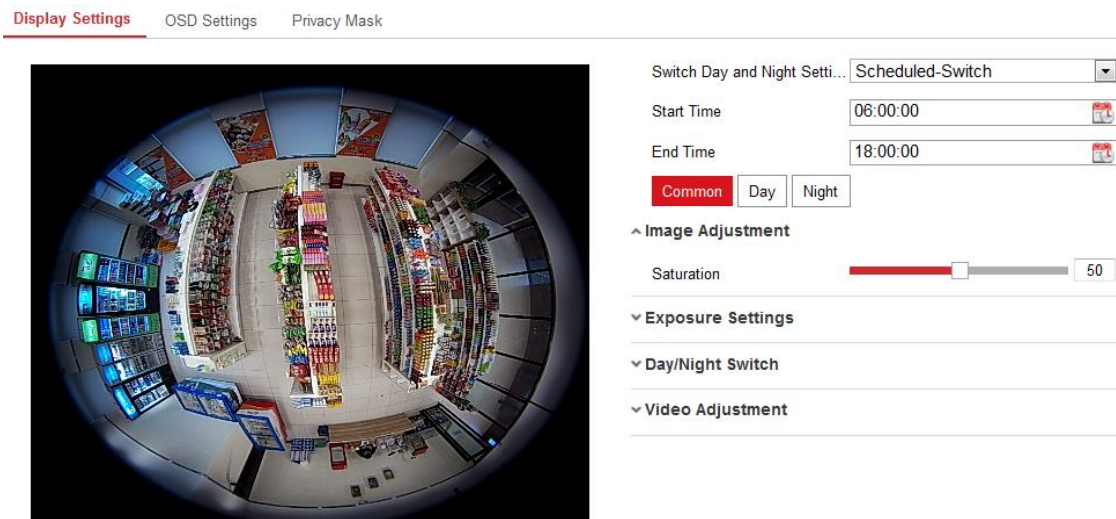 Display Settings OSD Settings Privacy Mask
Switch Day and Night Setti... Scheduled-Switch
Start Time 06:00:00
End Time 18:00:00
Common Day Night
Image Adjustment
Saturation 50
Exposure Settings
Day/Night Switch
Video Adjustment